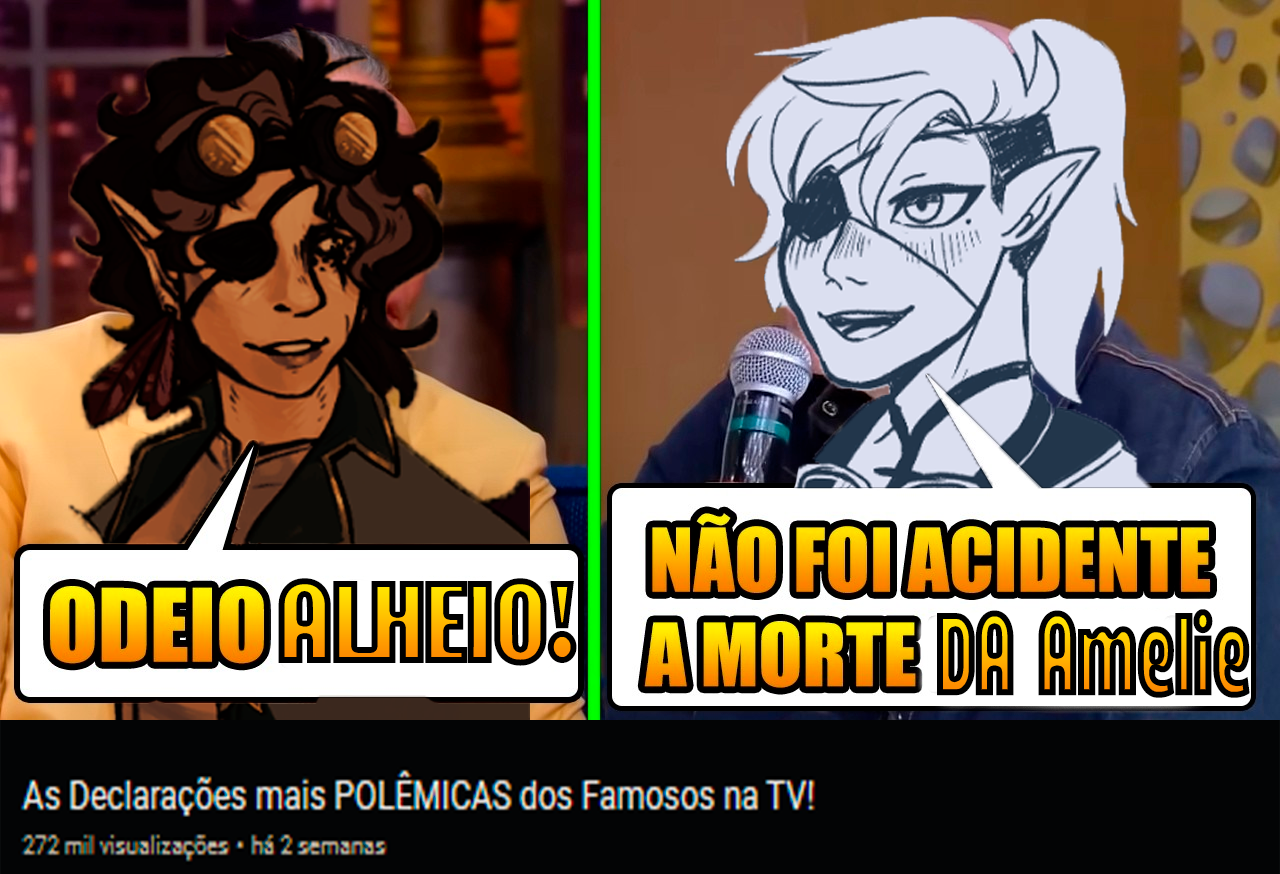 ODEIO ALHEIO!
NÃO FOI ACIDENTE
A MORTE DA Amelie
As Declarações mais POLÊMICAS dos Famosos na TV!
272 mil visualizações • há 2 semanas